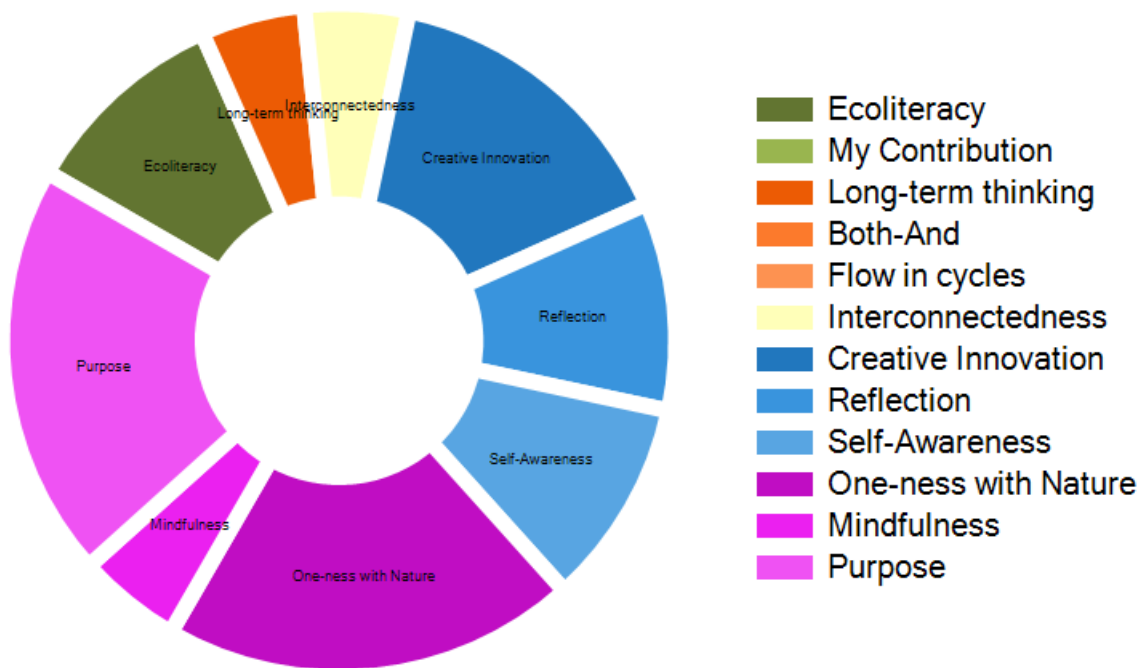 Long-term thinking
Interconnectedness
Creative Innovation
Ecoliteracy
Reflection
Purpose
Self-Awareness
Mindfulness
One-ness with Nature
Ecoliteracy
My Contribution
Long-term thinking
Both-And
Flow in cycles
Interconnectedness
Creative Innovation
Reflection
Self-Awareness
One-ness with Nature
Mindfulness
Purpose